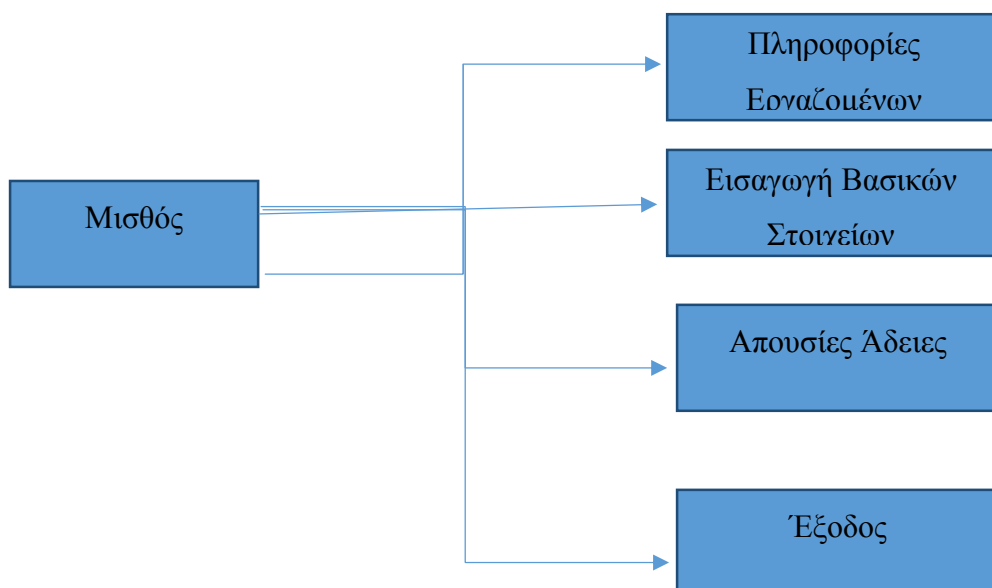 Πληροφορίες
Εργαζομένων
Μισθός
Εισαγωγή Βασικών
Στοιχείων
Απουσίες Άδειες
Έξοδος